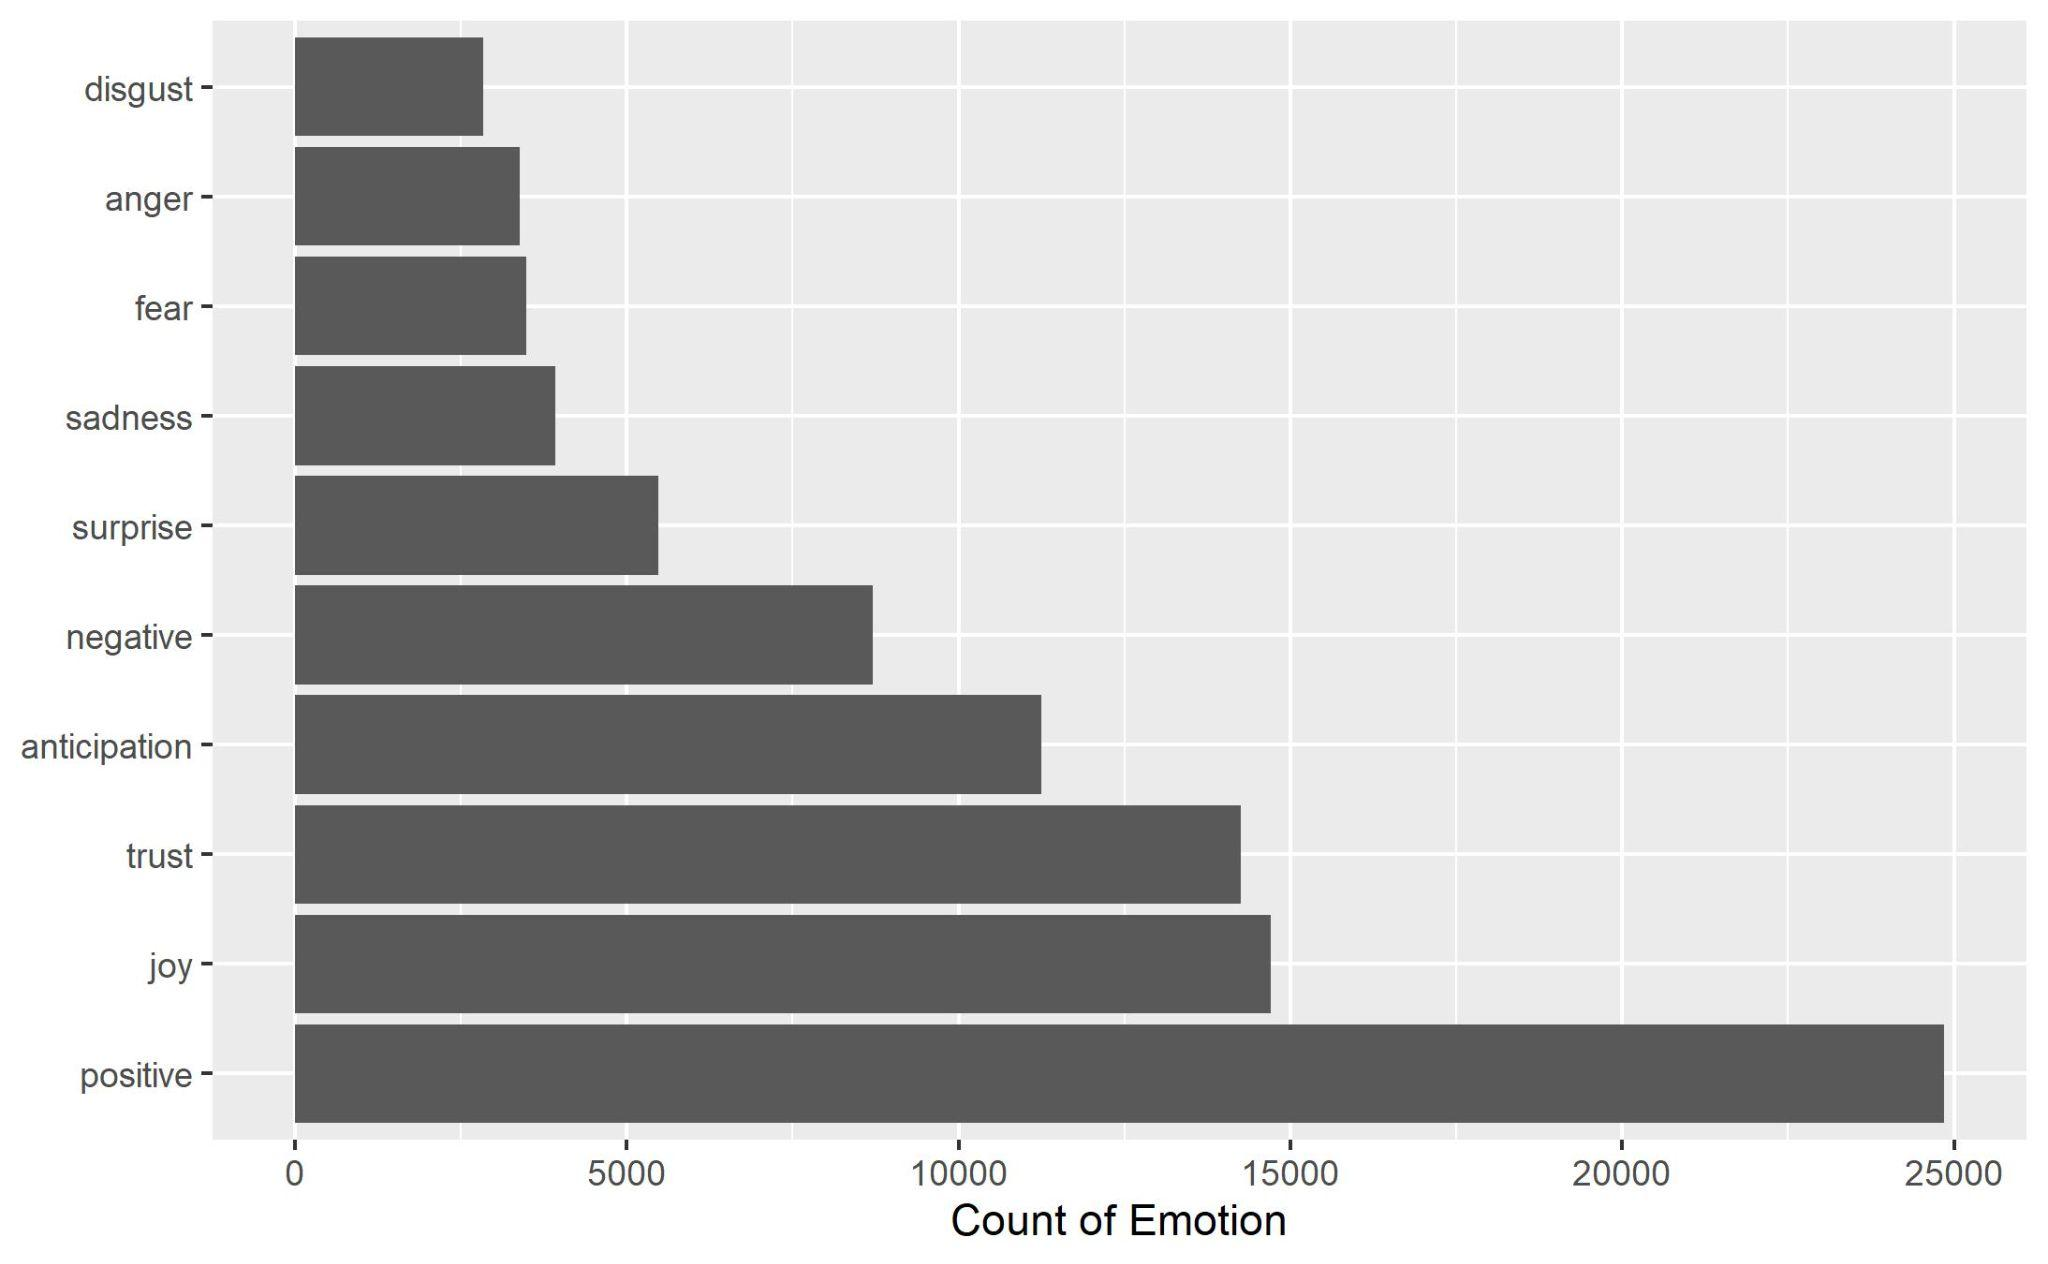 disgust
anger
fear
sadness
surprise
negative
anticipation
trust
joy
positive
0 5000 10000 15000 20000 25000
Count of Emotion